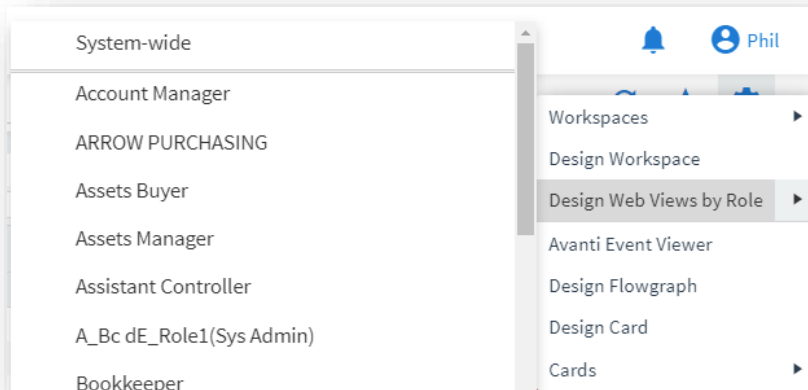 Phil
System-wide
Account Manager
ARROW PURCHASING
Assets Buyer
Assets Manager
Assistant Controller
A_Bc dE_Role1(Sys Admin)
Bookkeeper
Workspaces
Design Workspace
Design Web Views by Role
Avanti Event Viewer
Design Flowgraph
Design Card
Cards